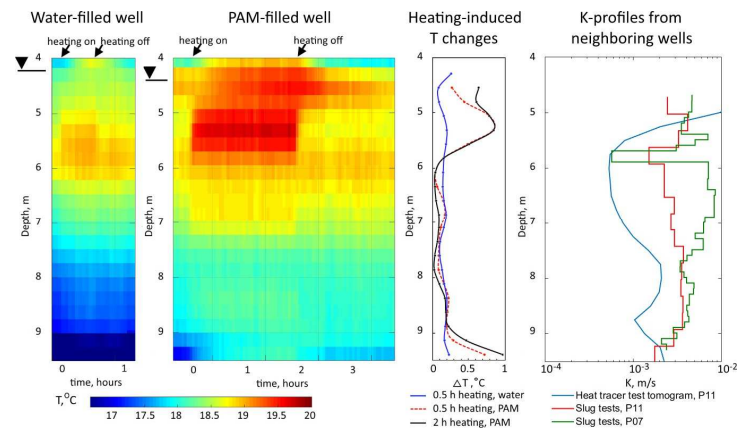 Water-filled well
PAM-filled well
Heating-induced
T changes
K-profiles from
neighboring wells
heating on
heating off
heating on
heating off
4
5
6
7
8
9
Depth, m
0
1
time, hours
4
5
6
7
8
9
Depth, m
0
1
2
3
time, hours
4
5
6
7
8
9
Depth, m
0
0.5
1.0
ΔT,°C
4
5
6
8
9
Depth, m
10⁻⁴
10⁻³
10⁻²
K, m/s
T,°C
17
17.5
18
18.5
19
19.5
20
0.5 h heating, water
0.5 h heating, PAM
2 h heating, PAM
Heat tracer test tomogram, P11
Slug tests, P11
Slug tests, P07